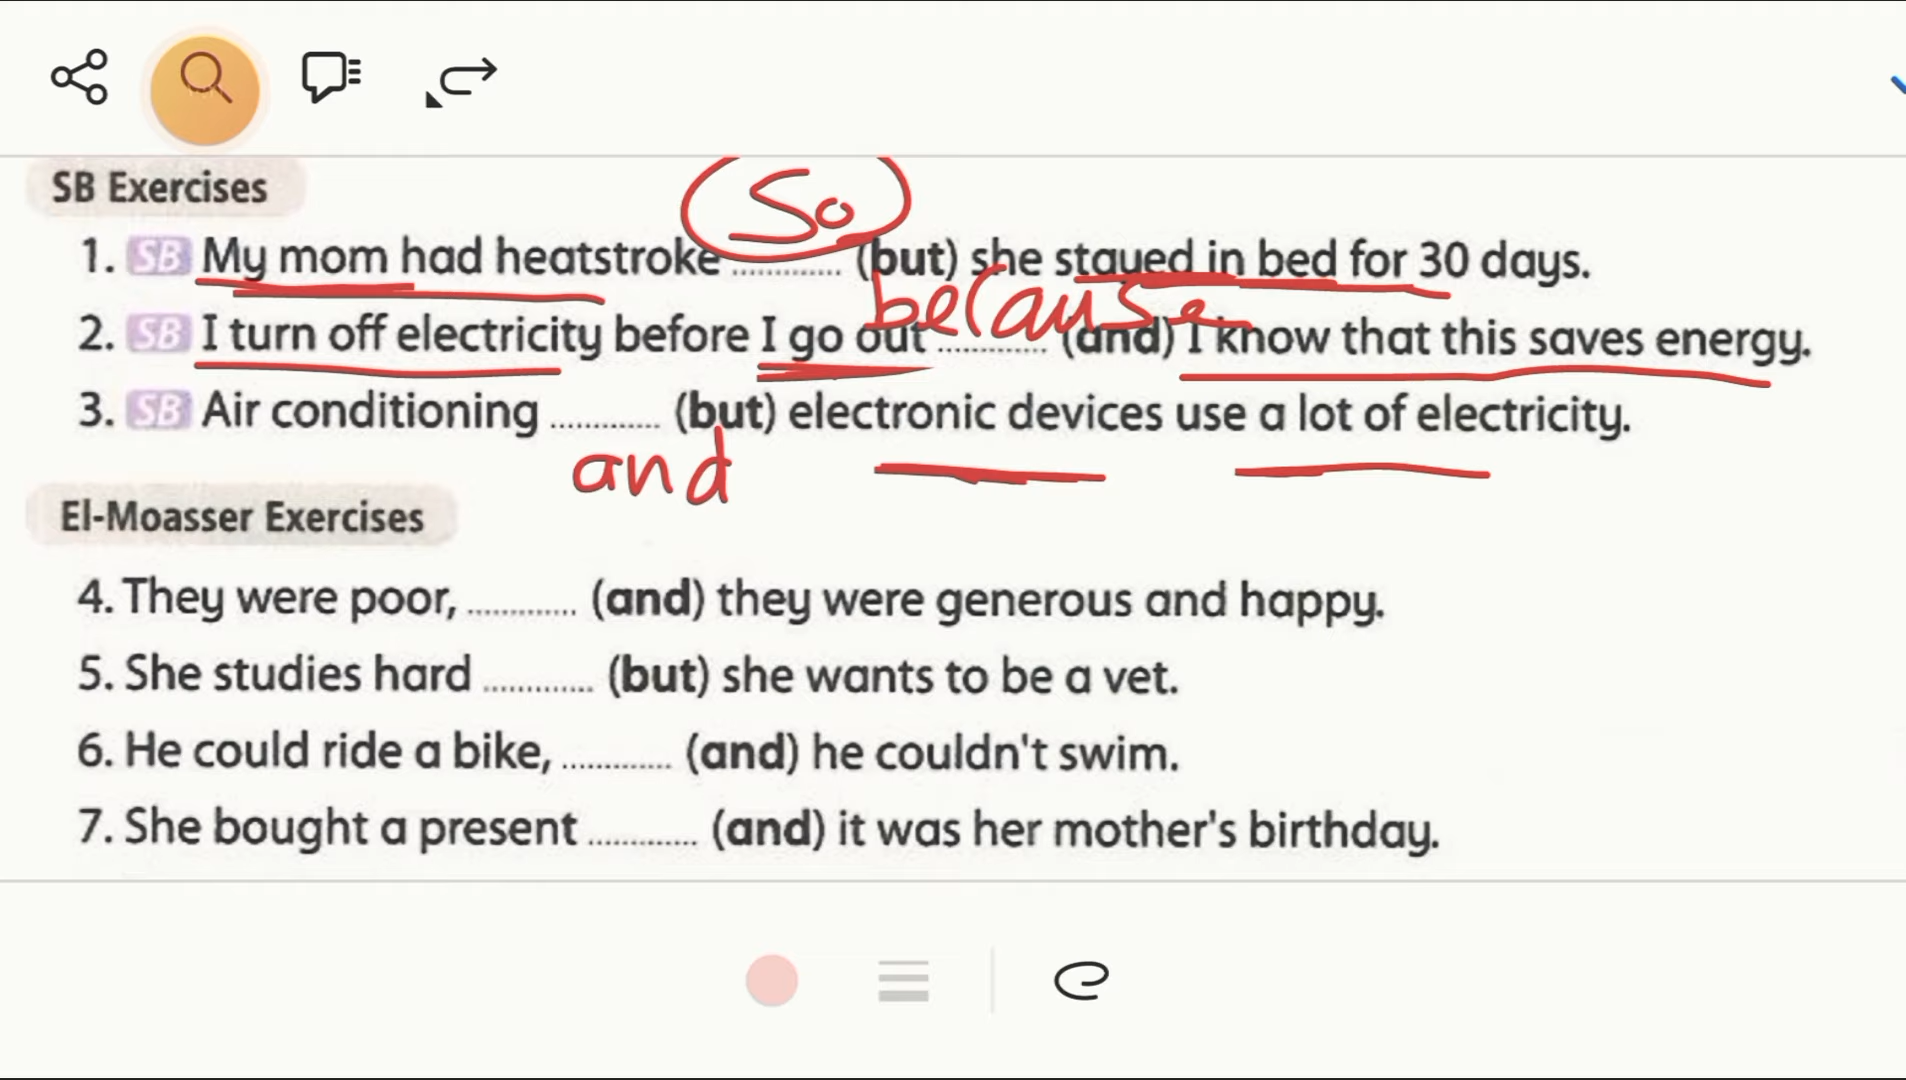 SB Exercises
So
1. SB My mom had heatstroke ............ (but) she stayed in bed for 30 days.
because
2. SB I turn off electricity before I go out ............ (and) I know that this saves energy.
3. SB Air conditioning ............ (but) electronic devices use a lot of electricity.
and
El-Moasser Exercises
4. They were poor, ............ (and) they were generous and happy.
5. She studies hard ............ (but) she wants to be a vet.
6. He could ride a bike, ............ (and) he couldn't swim.
7. She bought a present ............ (and) it was her mother's birthday.